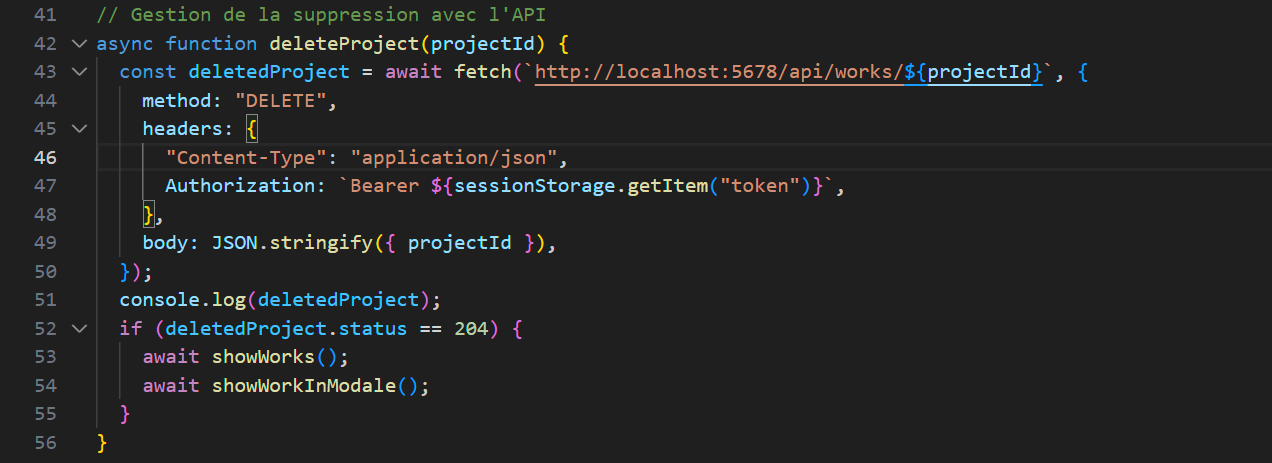 41 // Gestion de la suppression avec l'API
42 async function deleteProject(projectId) {
43 const deletedProject = await fetch(`http://localhost:5678/api/works/${projectId}`, {
44 method: "DELETE",
45 headers: {
46 "Content-Type": "application/json",
47 Authorization: `Bearer ${sessionStorage.getItem("token")}`,
48 },
49 body: JSON.stringify({ projectId }),
50 });
51 console.log(deletedProject);
52 if (deletedProject.status == 204) {
53 await showWorks();
54 await showWorkInModale();
55 }
56 }